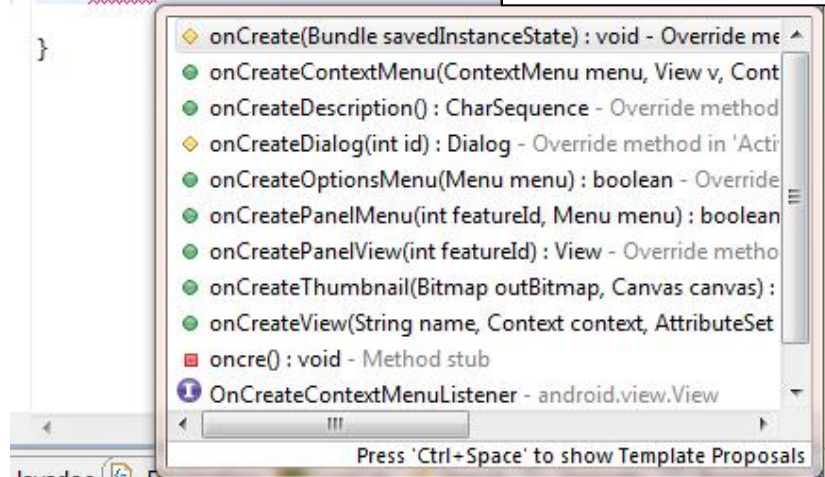 onCreate(Bundle savedInstanceState) : void - Override me
}
onCreateContextMenu(ContextMenu menu, View v, Cont
onCreateDescription() : CharSequence - Override method
onCreateDialog(int id) : Dialog - Override method in 'Acti
onCreateOptionsMenu(Menu menu) : boolean - Override
onCreatePanelMenu(int featureId, Menu menu) : boolean
onCreatePanelView(int featureId) : View - Override metho
onCreateThumbnail(Bitmap outBitmap, Canvas canvas) :
onCreateView(String name, Context context, AttributeSet
oncre() : void - Method stub
OnCreateContextMenuListener - android.view.View
Press 'Ctrl+Space' to show Template Proposals